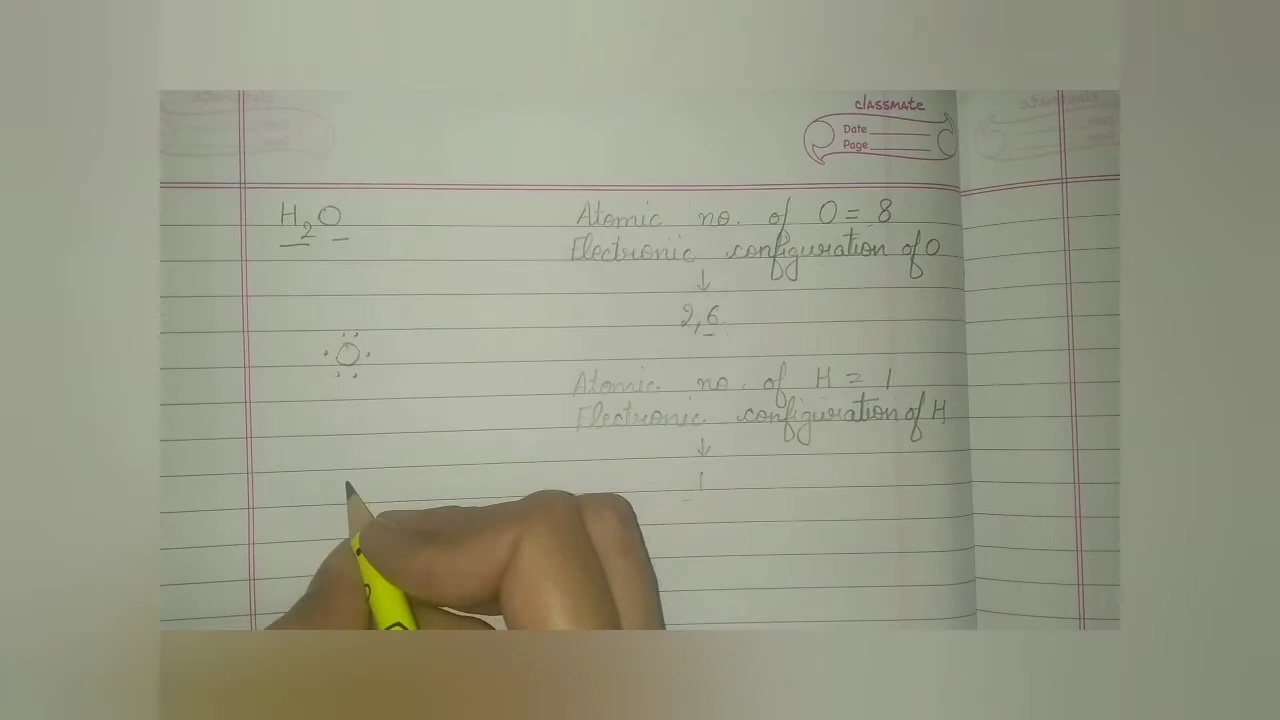 classmate
Date
Page
H2O
Atomic no. of O = 8
Electronic configuration of O
↓
2,6
O
Atomic no. of H = 1
Electronic configuration of H
↓
1